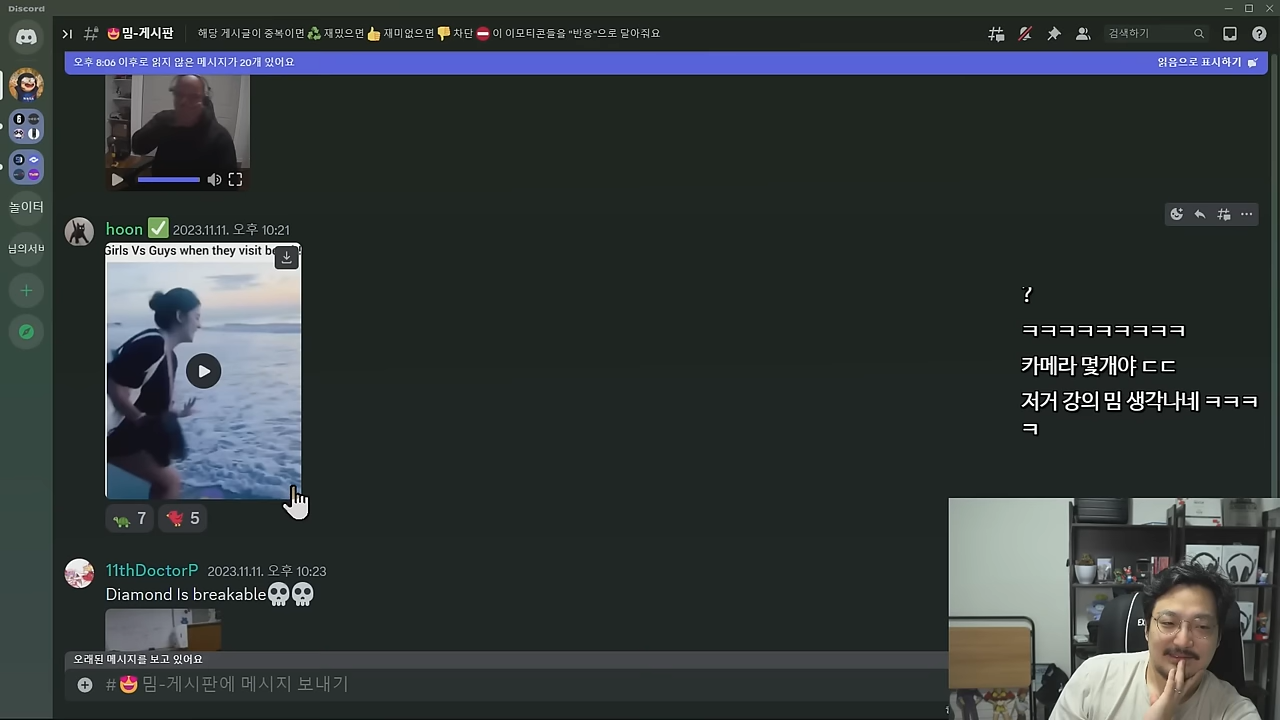 Discord
😍밈-게시판
해당 게시글이 중복이면 ♻️ 재밌으면 👍 재미없으면 👎 차단 ⛔ 이 이모티콘들을 "반응"으로 달아줘요
검색하기
오후 8:06 이후로 읽지 않은 메시지가 20개 있어요
읽음으로 표시하기
놀이터
님의서버
hoon ✅ 2023.11.11. 오후 10:21
Girls Vs Guys when they visit
7
5
?
ㅋㅋㅋㅋㅋㅋㅋㅋㅋ
카메라 몇개야 ㄷㄷ
저거 강의 밈 생각나네 ㅋㅋㅋ
ㅋ
11thDoctorP 2023.11.11. 오후 10:23
Diamond Is breakable💀💀
오래된 메시지를 보고 있어요
#😍밈-게시판에 메시지 보내기